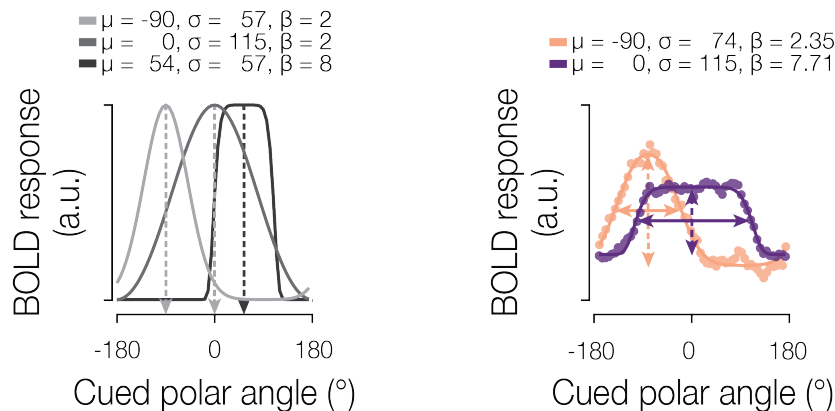 μ = -90, σ = 57, β = 2
μ = 0, σ = 115, β = 2
μ = 54, σ = 57, β = 8
BOLD response
(a.u.)
-180 0 180
Cued polar angle (°)
μ = -90, σ = 74, β = 2.35
μ = 0, σ = 115, β = 7.71
BOLD response
(a.u.)
-180 0 180
Cued polar angle (°)